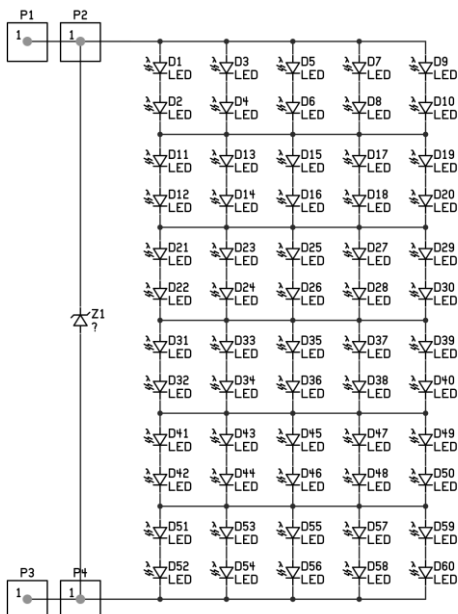 P1 P2
1 1
D1 D3 D5 D7 D9
LED LED LED LED LED
D2 D4 D6 D8 D10
LED LED LED LED LED
D11 D13 D15 D17 D19
LED LED LED LED LED
D12 D14 D16 D18 D20
LED LED LED LED LED
D21 D23 D25 D27 D29
LED LED LED LED LED
D22 D24 D26 D28 D30
LED LED LED LED LED
Z1
?
D31 D33 D35 D37 D39
LED LED LED LED LED
D32 D34 D36 D38 D40
LED LED LED LED LED
D41 D43 D45 D47 D49
LED LED LED LED LED
D42 D44 D46 D48 D50
LED LED LED LED LED
D51 D53 D55 D57 D59
LED LED LED LED LED
P3 P4 D52 D54 D56 D58 D60
LED LED LED LED LED
1 1